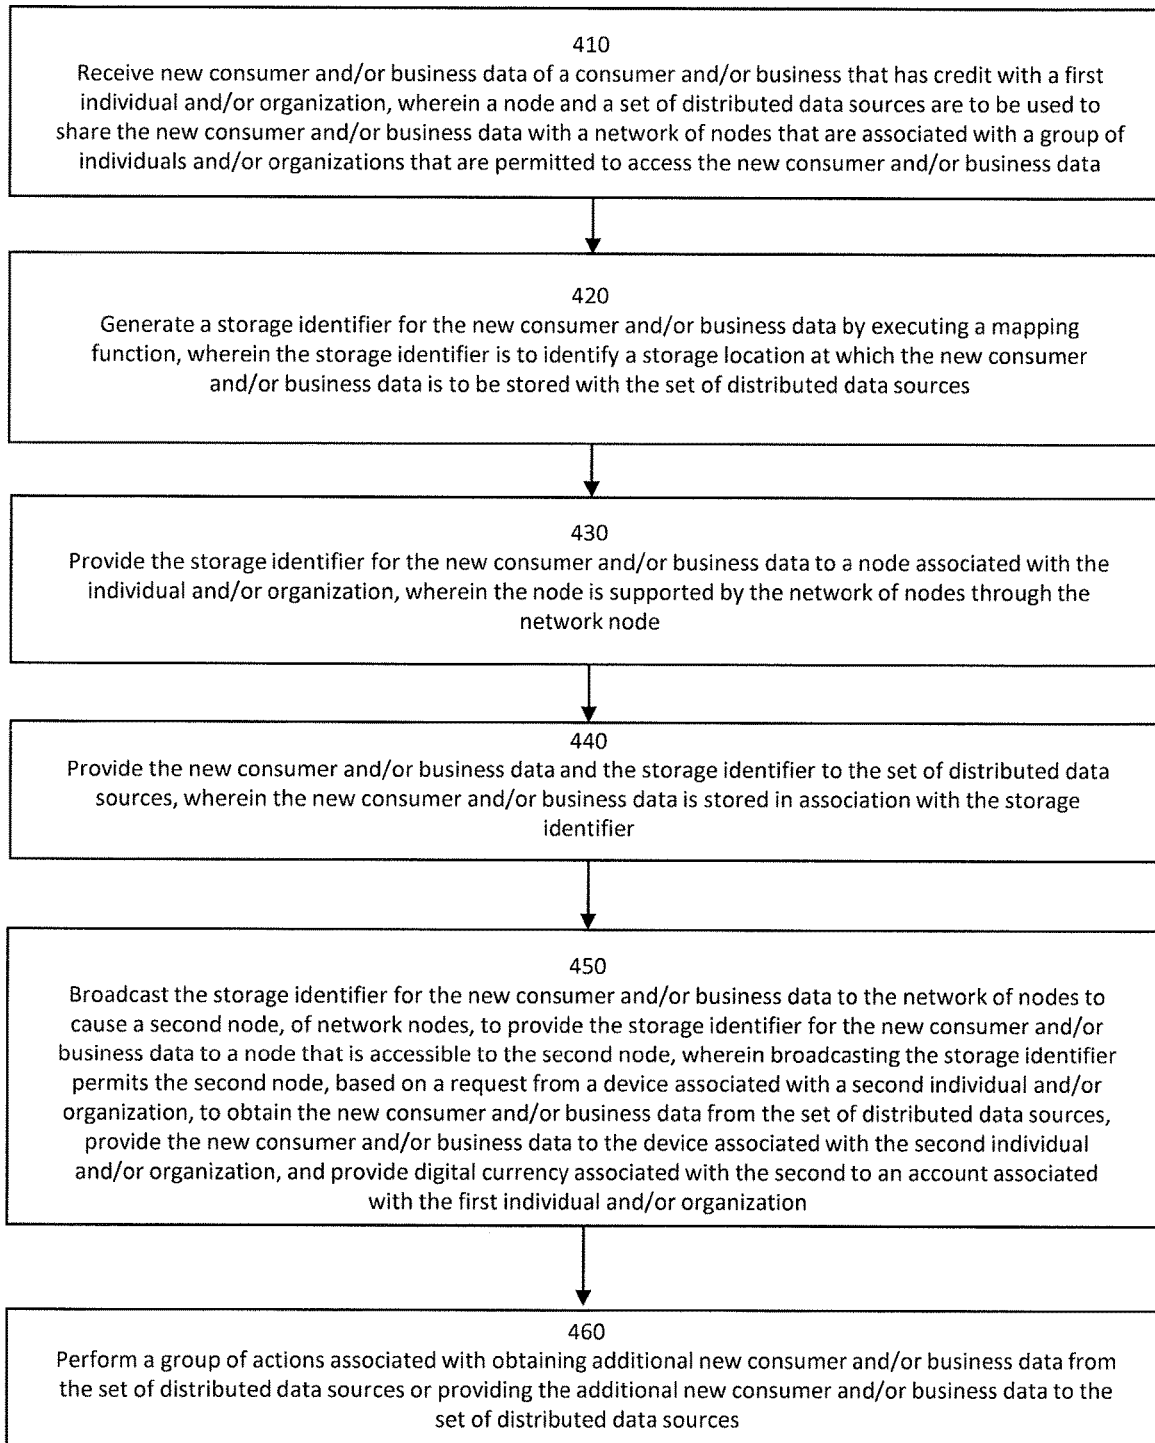 410
Receive new consumer and/or business data of a consumer and/or business that has credit with a first
individual and/or organization, wherein a node and a set of distributed data sources are to be used to
share the new consumer and/or business data with a network of nodes that are associated with a group of
individuals and/or organizations that are permitted to access the new consumer and/or business data
420
Generate a storage identifier for the new consumer and/or business data by executing a mapping
function, wherein the storage identifier is to identify a storage location at which the new consumer
and/or business data is to be stored with the set of distributed data sources
430
Provide the storage identifier for the new consumer and/or business data to a node associated with the
individual and/or organization, wherein the node is supported by the network of nodes through the
network node
440
Provide the new consumer and/or business data and the storage identifier to the set of distributed data
sources, wherein the new consumer and/or business data is stored in association with the storage
identifier
450
Broadcast the storage identifier for the new consumer and/or business data to the network of nodes to
cause a second node, of network nodes, to provide the storage identifier for the new consumer and/or
business data to a node that is accessible to the second node, wherein broadcasting the storage identifier
permits the second node, based on a request from a device associated with a second individual and/or
organization, to obtain the new consumer and/or business data from the set of distributed data sources,
provide the new consumer and/or business data to the device associated with the second individual
and/or organization, and provide digital currency associated with the second to an account associated
with the first individual and/or organization
460
Perform a group of actions associated with obtaining additional new consumer and/or business data from
the set of distributed data sources or providing the additional new consumer and/or business data to the
set of distributed data sources